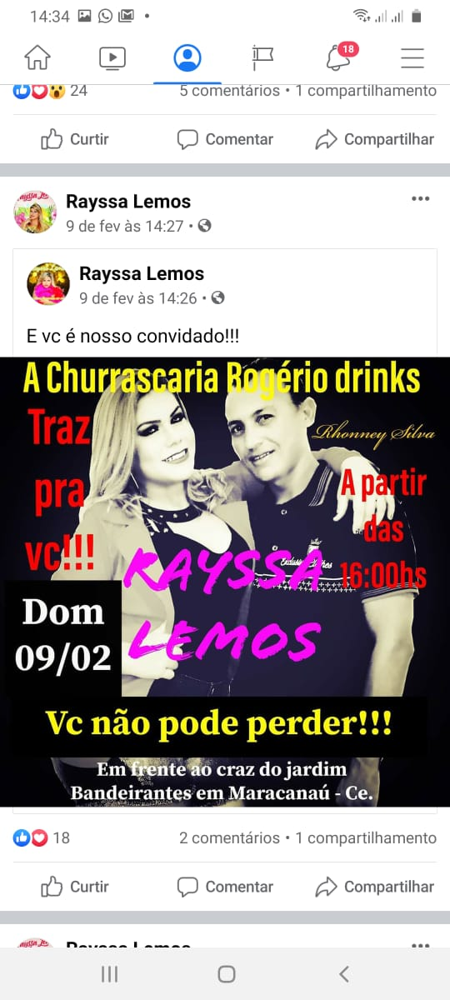 14:34
18
24
5 comentários • 1 compartilhamento
Curtir
Comentar
Compartilhar
Rayssa Lemos
9 de fev às 14:27 •
Rayssa Lemos
9 de fev às 14:26 •
E vc é nosso convidado!!!
A Churrascaria Rogério drinks
Traz
pra
vc!!!
Rhonney Silva
A partir
das
16:00hs
RAYSSA
LEMOS
Dom
09/02
Vc não pode perder!!!
Em frente ao craz do jardim
Bandeirantes em Maracanaú - Ce.
18
2 comentários • 1 compartilhamento
Curtir
Comentar
Compartilhar
Rayssa Lemos